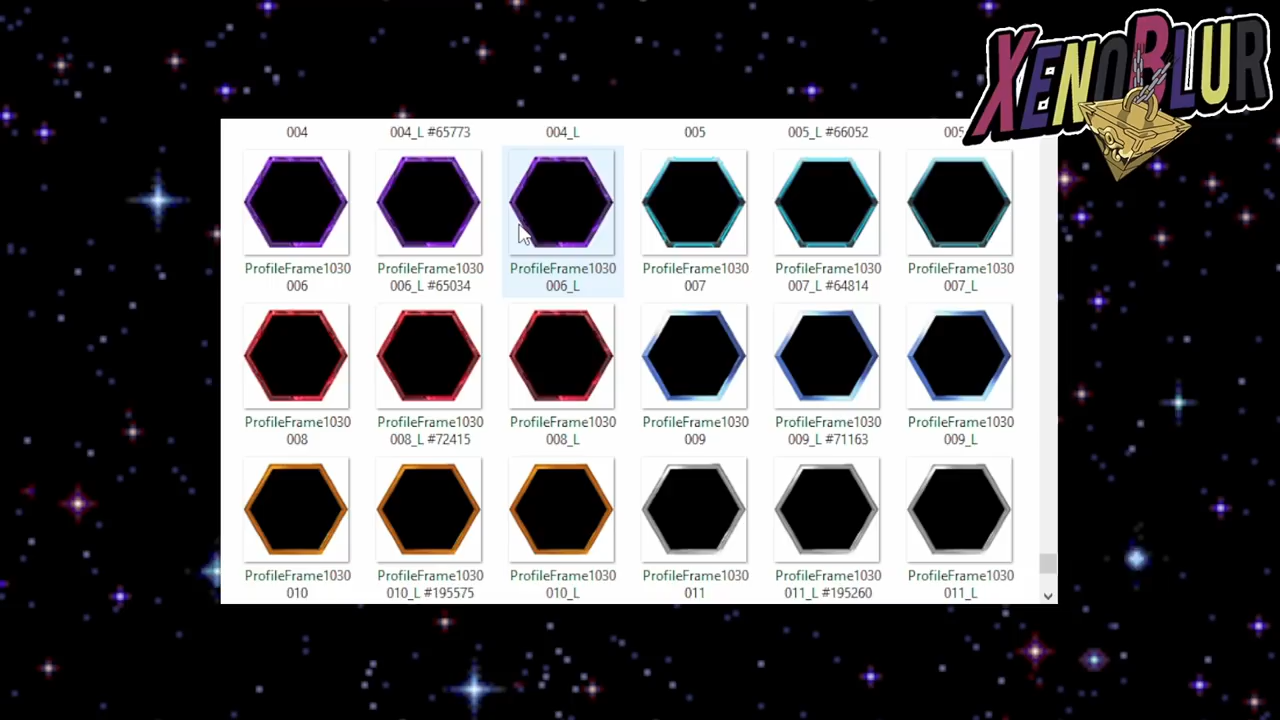 XENOBLUR
004
004_L #65773
004_L
005
005_L #66052
005
ProfileFrame1030
006
ProfileFrame1030
006_L #65034
ProfileFrame1030
006_L
ProfileFrame1030
007
ProfileFrame1030
007_L #64814
ProfileFrame1030
007_L
ProfileFrame1030
008
ProfileFrame1030
008_L #72415
ProfileFrame1030
008_L
ProfileFrame1030
009
ProfileFrame1030
009_L #71163
ProfileFrame1030
009_L
ProfileFrame1030
010
ProfileFrame1030
010_L #195575
ProfileFrame1030
010_L
ProfileFrame1030
011
ProfileFrame1030
011_L #195260
ProfileFrame1030
011_L